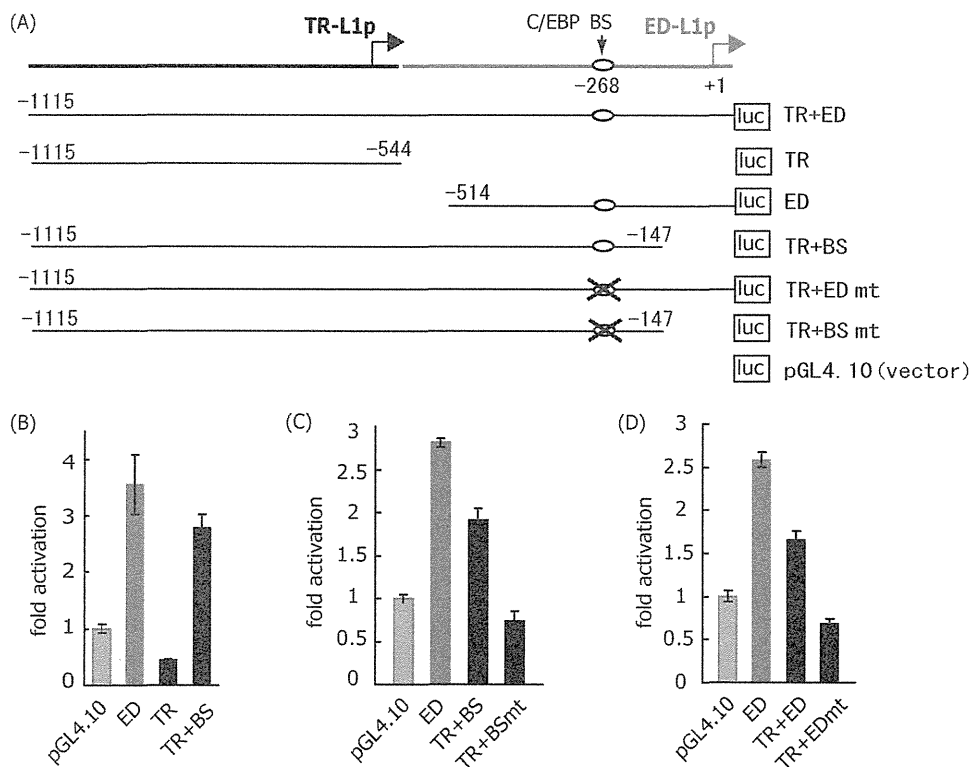 (A)
TR-L1p
C/EBP BS
ED-L1p
−268
+1
−1115
luc TR+ED
−1115
−544
luc TR
−514
luc ED
−1115
−147
luc TR+BS
−1115
luc TR+ED mt
−1115
−147
luc TR+BS mt
luc pGL4.10(vector)
(B)
fold activation
4
3
2
1
0
pGL4.10
ED
TR
TR+BS
(C)
fold activation
3
2.5
2
1.5
1
0.5
0
pGL4.10
ED
TR+BS
TR+BSmt
(D)
fold activation
3
2.5
2
1.5
1
0.5
0
pGL4.10
ED
TR+ED
TR+EDmt